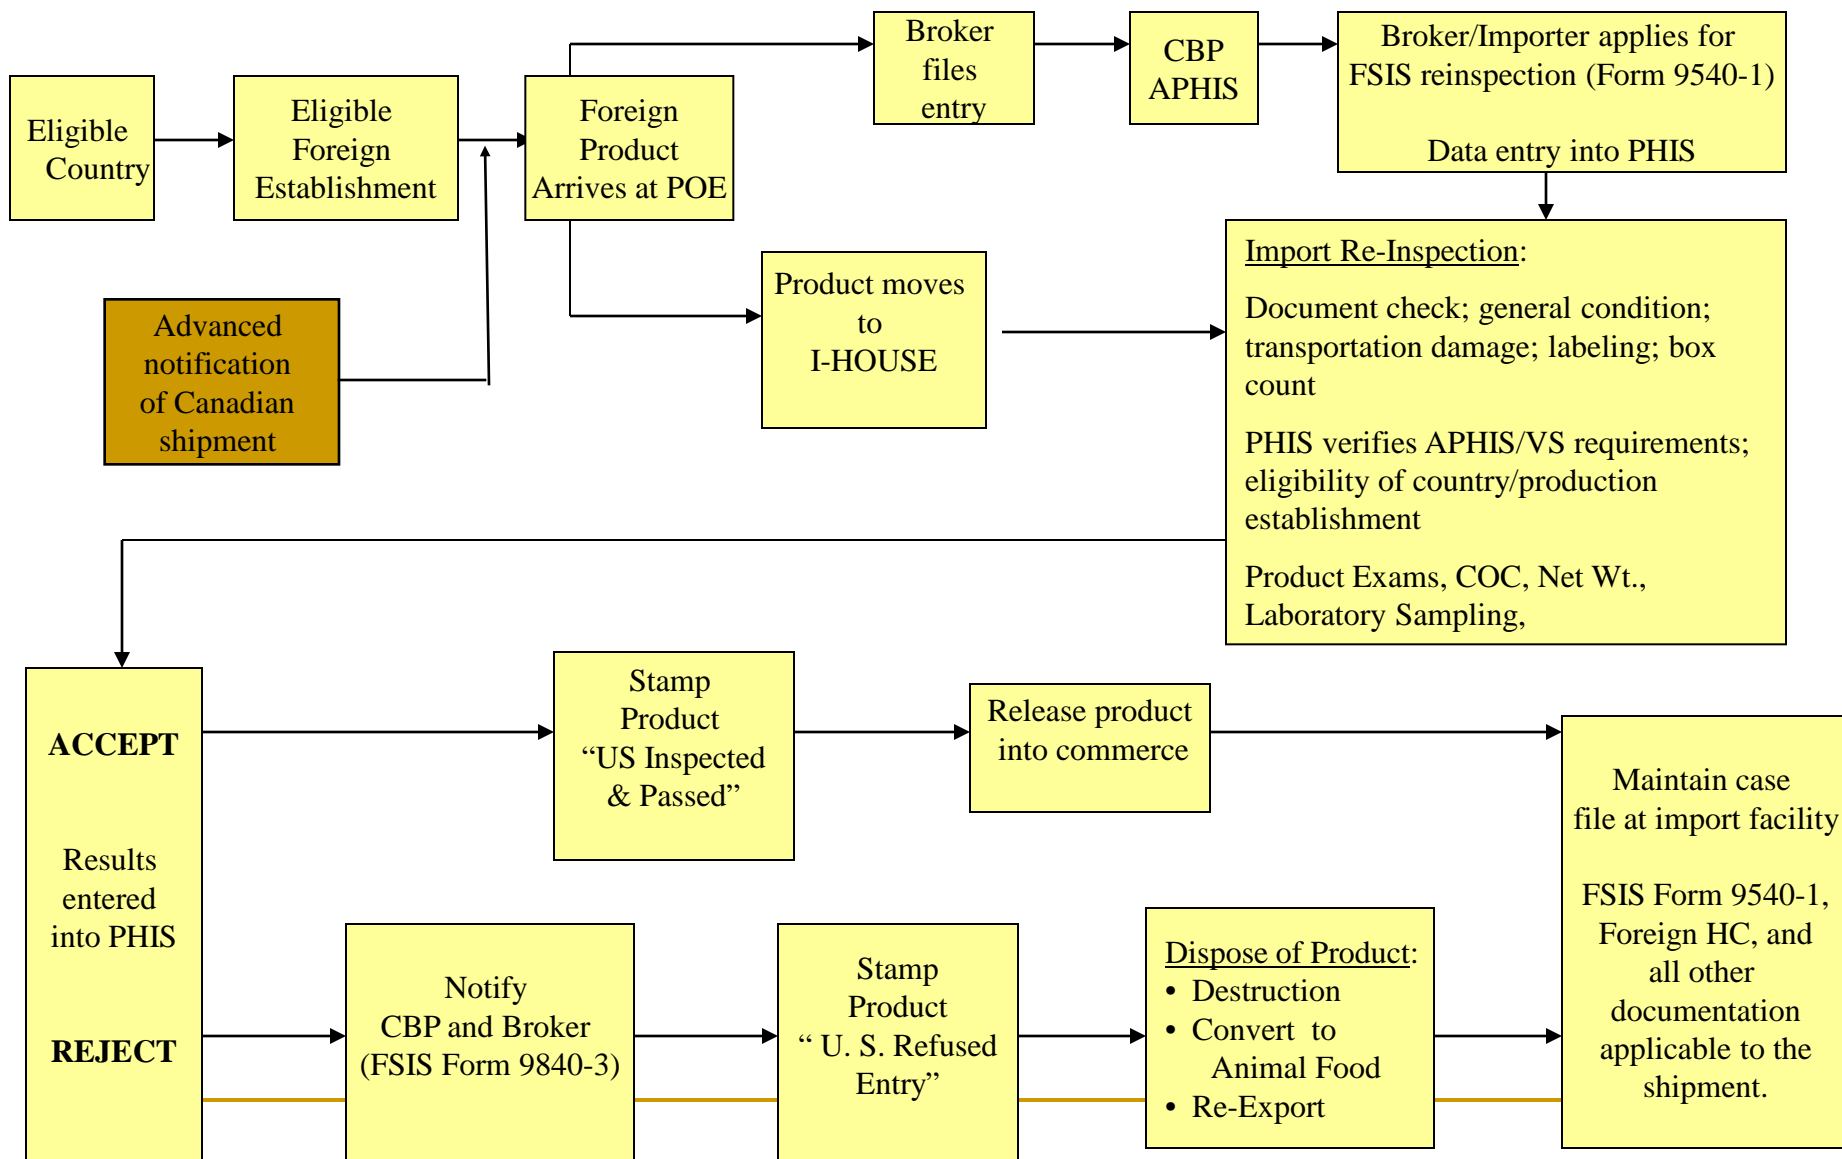 Eligible
Country
Eligible
Foreign
Establishment
Advanced
notification
of Canadian
shipment
Foreign
Product
Arrives at POE
Broker
files
entry
CBP
APHIS
Broker/Importer applies for
FSIS reinspection (Form 9540-1)
Data entry into PHIS
Product moves
to
I-HOUSE
Import Re-Inspection:
Document check; general condition;
transportation damage; labeling; box
count
PHIS verifies APHIS/VS requirements;
eligibility of country/production
establishment
Product Exams, COC, Net Wt.,
Laboratory Sampling,
ACCEPT
Results
entered
into PHIS
REJECT
Stamp
Product
“US Inspected
& Passed”
Release product
into commerce
Notify
CBP and Broker
(FSIS Form 9840-3)
Stamp
Product
“ U. S. Refused
Entry”
Dispose of Product:
• Destruction
• Convert to
Animal Food
• Re-Export
Maintain case
file at import facility
FSIS Form 9540-1,
Foreign HC, and
all other
documentation
applicable to the
shipment.